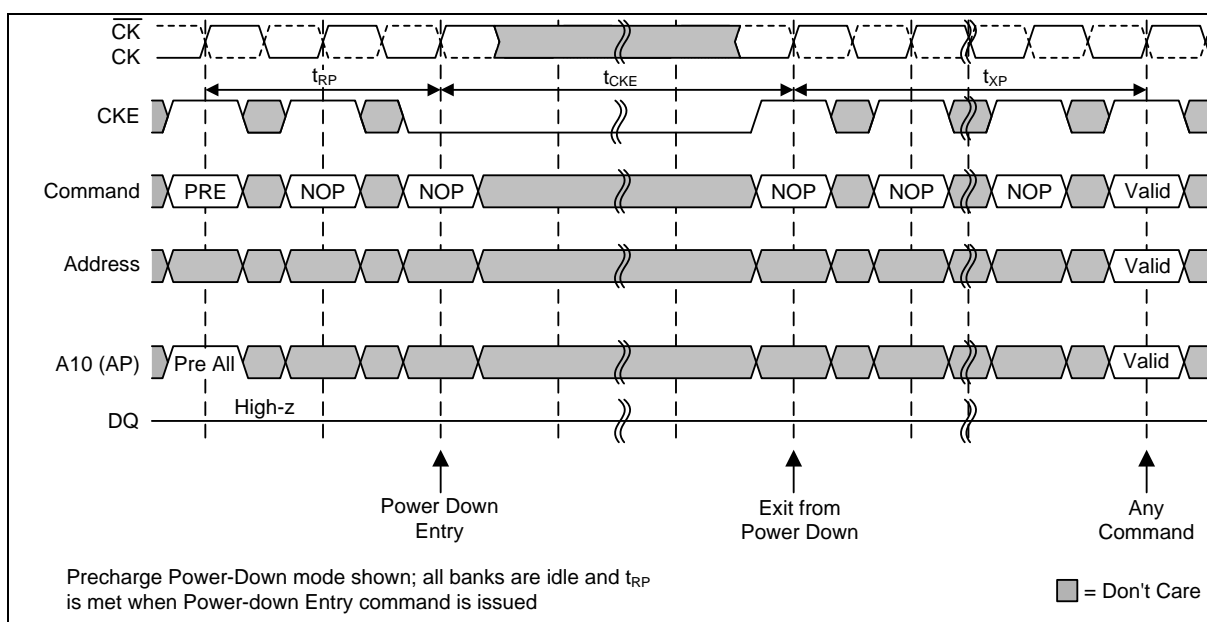 CK
CK
tRP
tCKE
tXP
CKE
Command
PRE
NOP
NOP
NOP
NOP
NOP
Valid
Address
Valid
A10 (AP)
Pre All
Valid
High-z
DQ
Power Down
Entry
Exit from
Power Down
Any
Command
Precharge Power-Down mode shown; all banks are idle and tRP
is met when Power-down Entry command is issued
= Don't Care